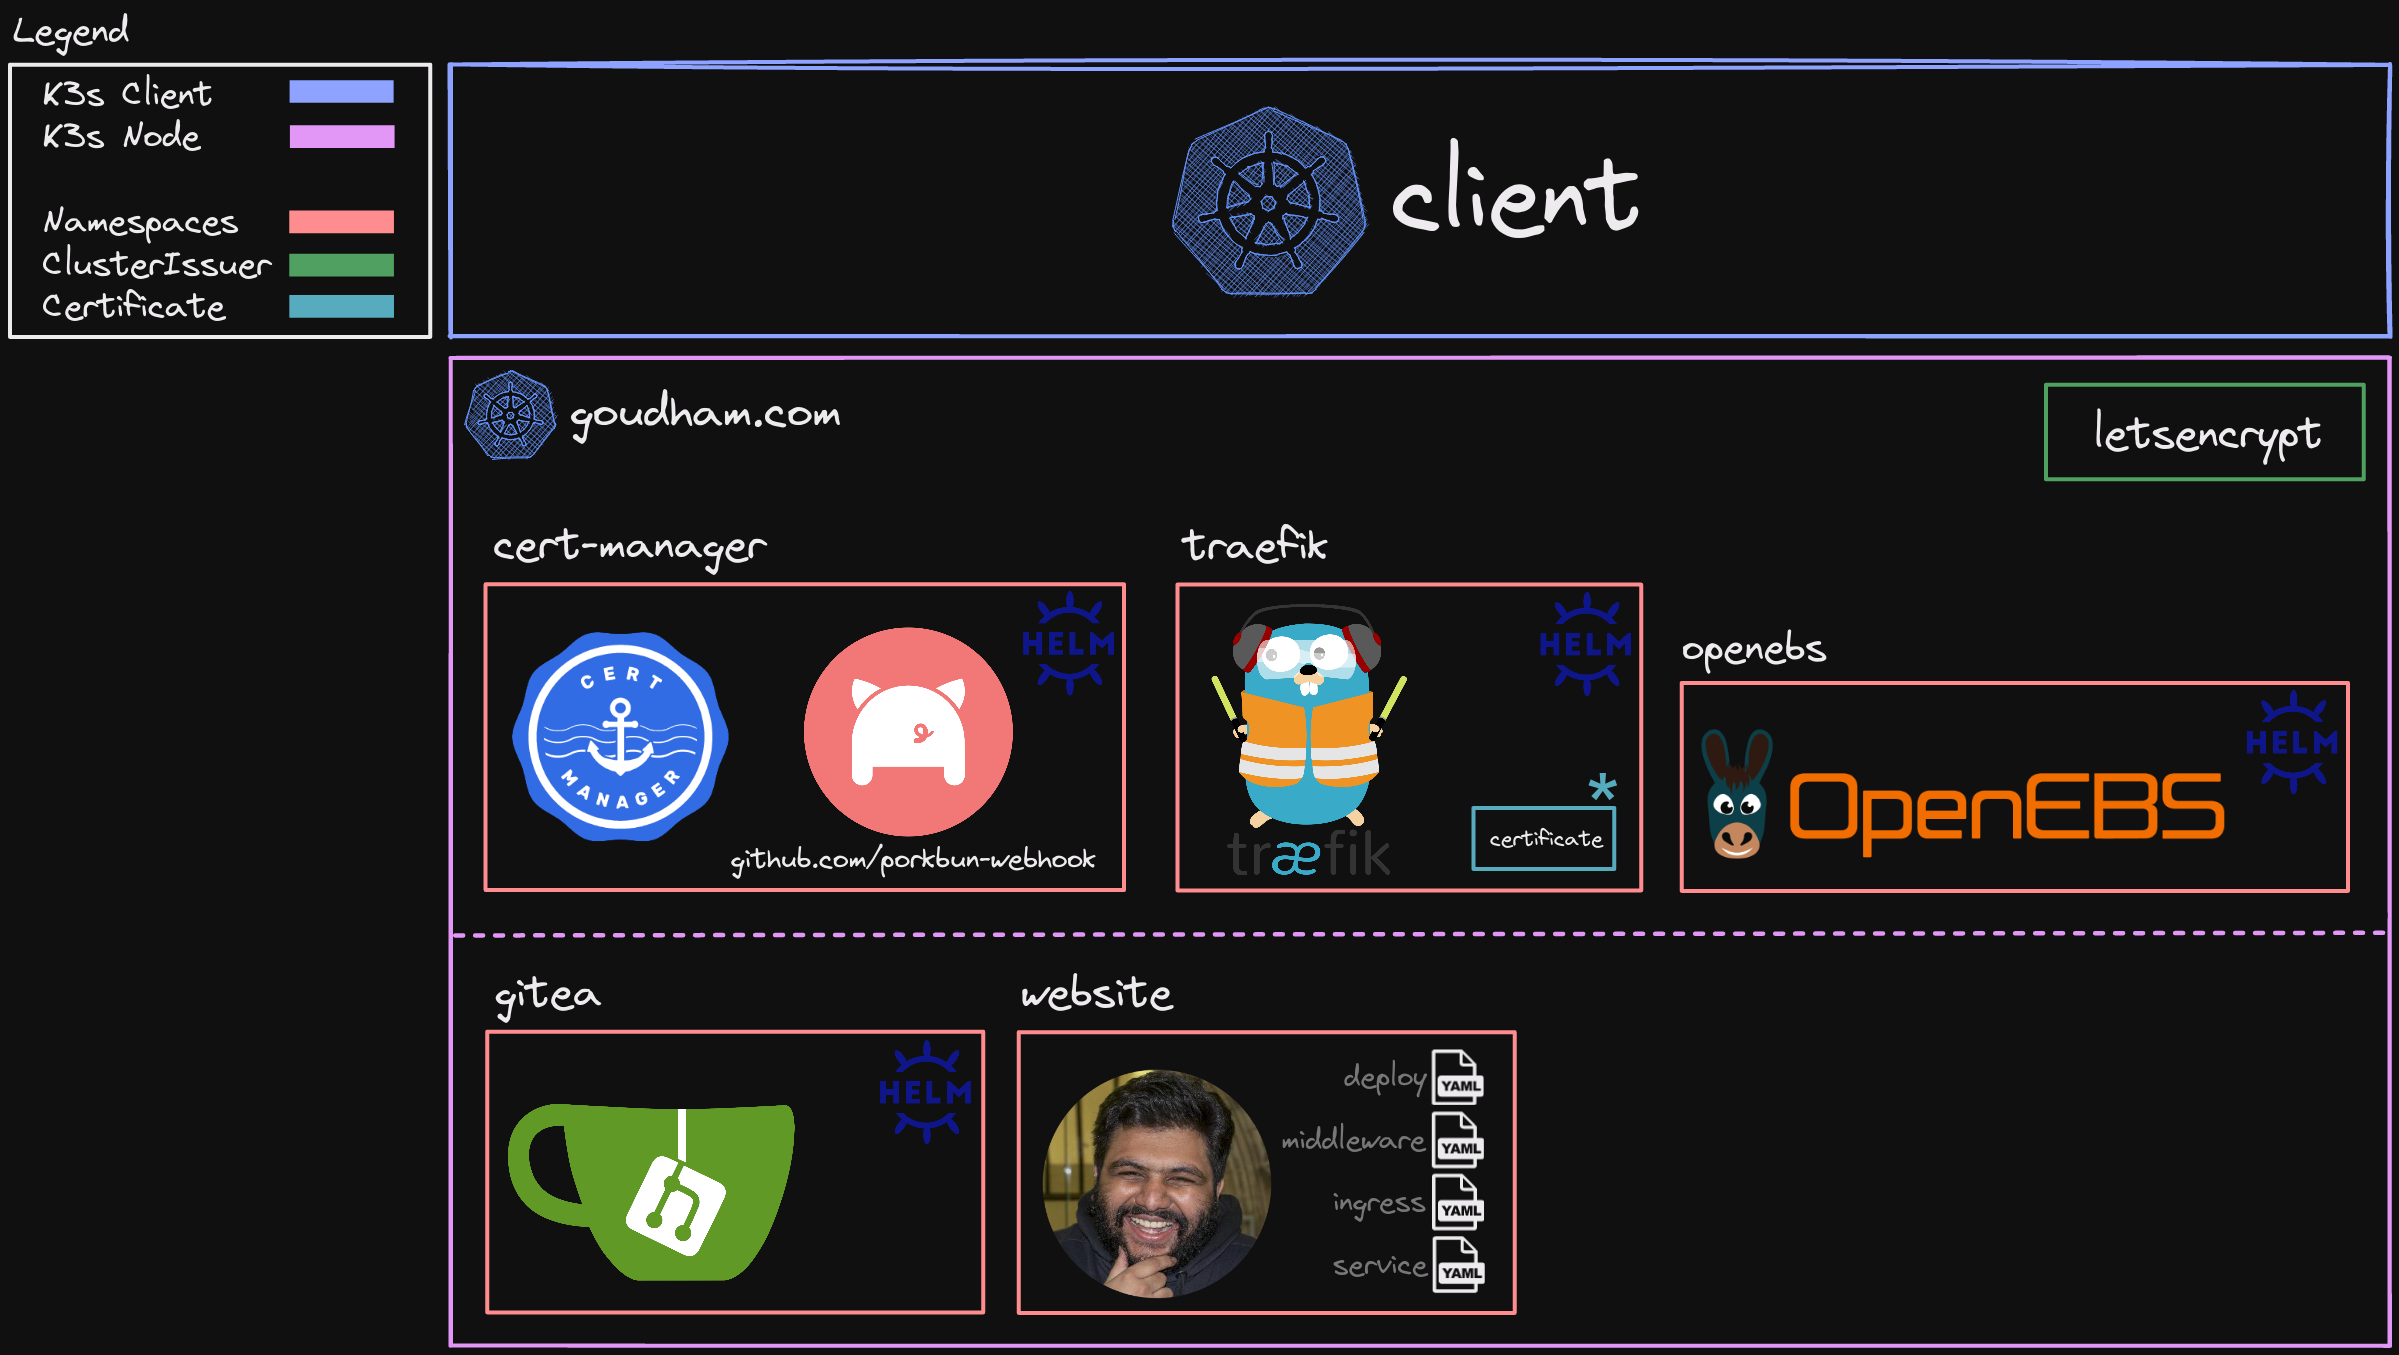 Legend
K3s Client
K3s Node
Namespaces
ClusterIssuer
Certificate
client
goudham.com
letsencrypt
cert-manager
CERT
MANAGER
HELM
github.com/porkbun-webhook
traefik
HELM
træfik
*
certificate
openebs
HELM
OpenEBS
gitea
HELM
website
deploy YAML
middleware YAML
ingress YAML
service YAML